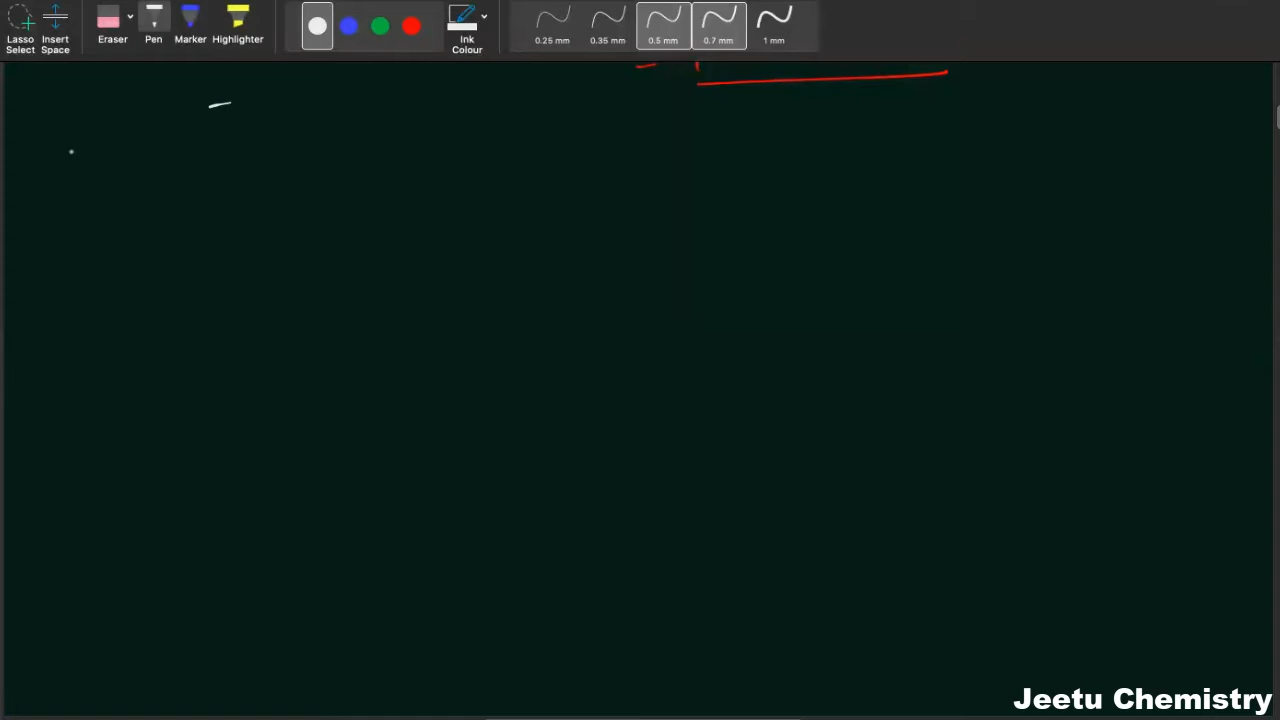 Lasso Select
Insert Space
Eraser
Pen
Marker
Highlighter
Ink Colour
0.25 mm
0.35 mm
0.5 mm
0.7 mm
1 mm
Jeetu Chemistry